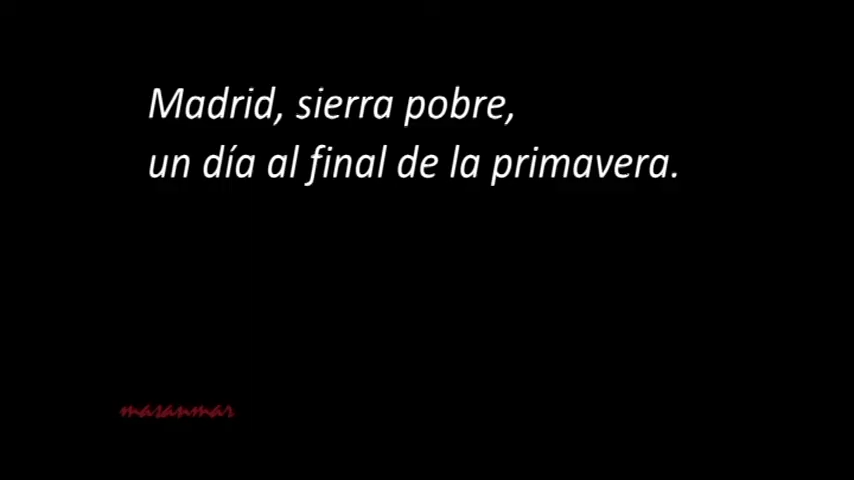 Madrid, sierra pobre,
un día al final de la primavera.
masanmar